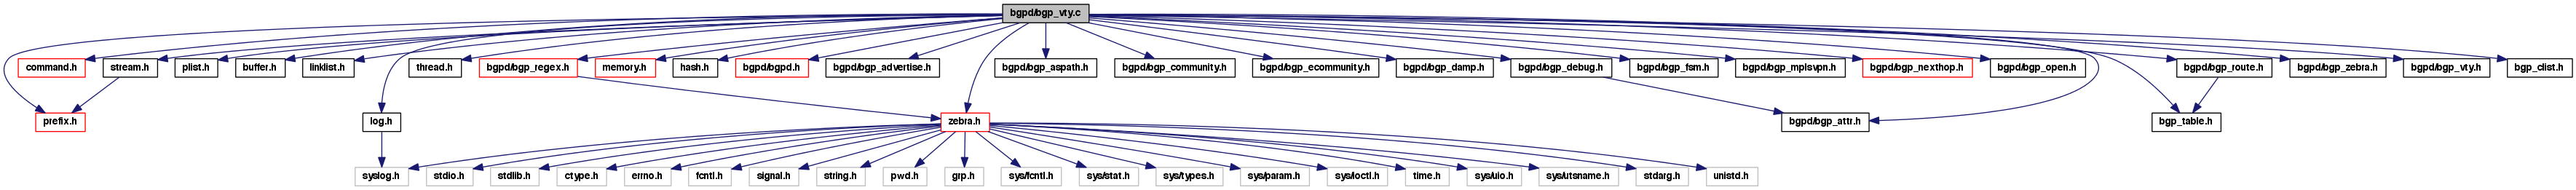 bgpd/bgp_vty.c
command.h
stream.h
plist.h
buffer.h
linklist.h
thread.h
bgpd/bgp_regex.h
memory.h
hash.h
bgpd/bgpd.h
bgpd/bgp_advertise.h
bgpd/bgp_aspath.h
bgpd/bgp_community.h
bgpd/bgp_ecommunity.h
bgpd/bgp_damp.h
bgpd/bgp_debug.h
bgpd/bgp_fsm.h
bgpd/bgp_mplsvpn.h
bgpd/bgp_nexthop.h
bgpd/bgp_open.h
bgpd/bgp_route.h
bgpd/bgp_zebra.h
bgpd/bgp_vty.h
bgp_clist.h
prefix.h
log.h
zebra.h
bgpd/bgp_attr.h
bgp_table.h
syslog.h
stdio.h
stdlib.h
ctype.h
errno.h
fcntl.h
signal.h
string.h
pwd.h
grp.h
sys/fcntl.h
sys/stat.h
sys/types.h
sys/param.h
sys/ioctl.h
time.h
sys/uio.h
sys/utsname.h
stdarg.h
unistd.h